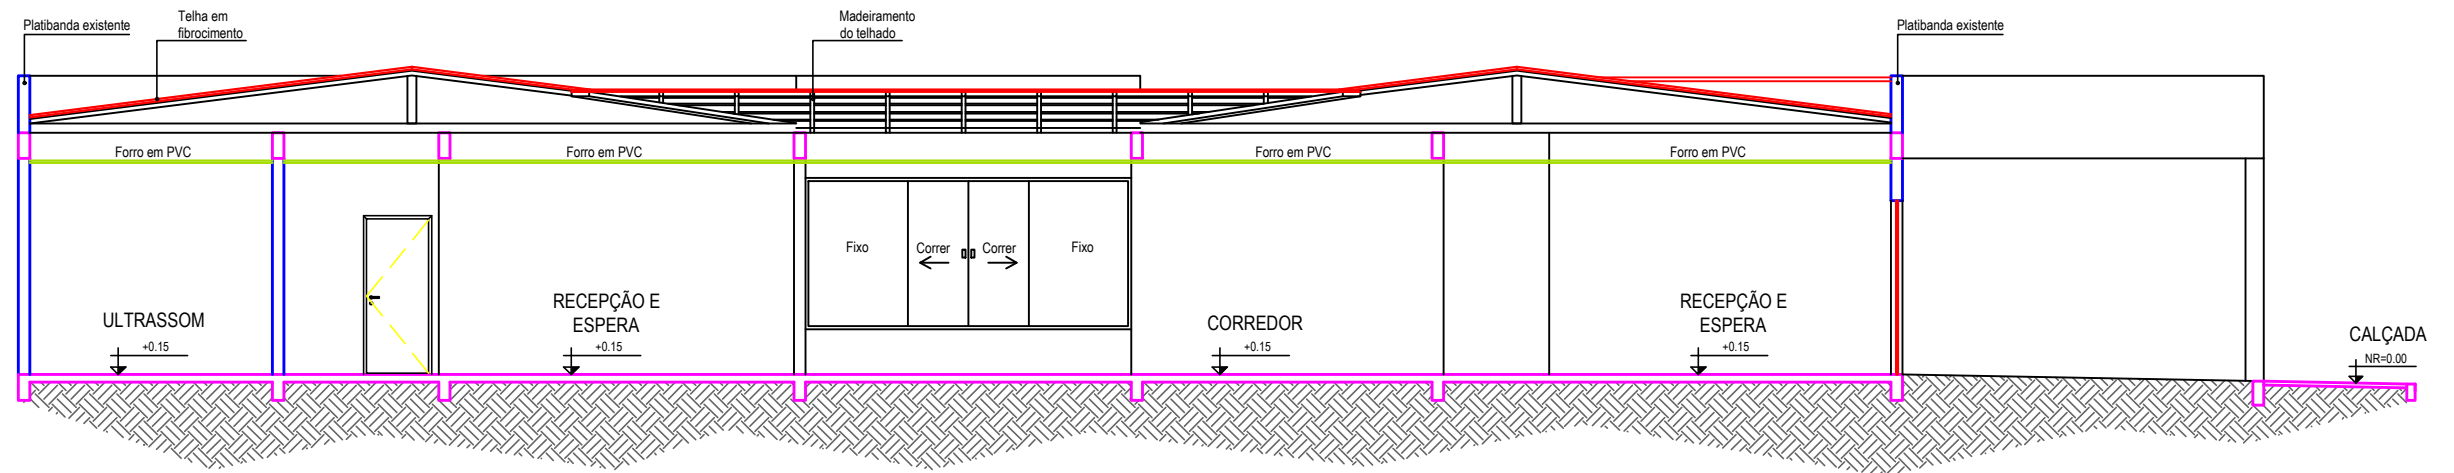 Platibanda existente
Telha em
fibrocimento
Madeiramento
do telhado
Platibanda existente
Forro em PVC
Forro em PVC
Forro em PVC
Forro em PVC
Fixo
Correr
Correr
Fixo
ULTRASSOM
+0.15
RECEPÇÃO E
ESPERA
+0.15
CORREDOR
+0.15
RECEPÇÃO E
ESPERA
+0.15
CALÇADA
NR=0.00